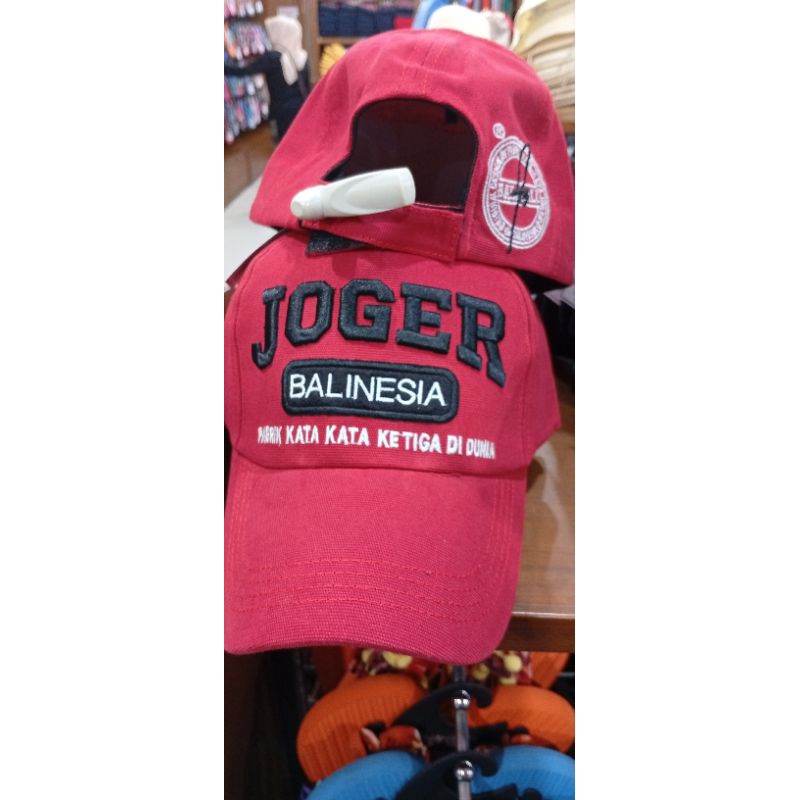 JOGER
BALINESIA
PABRIK KATA KATA KETIGA DI DUNIA